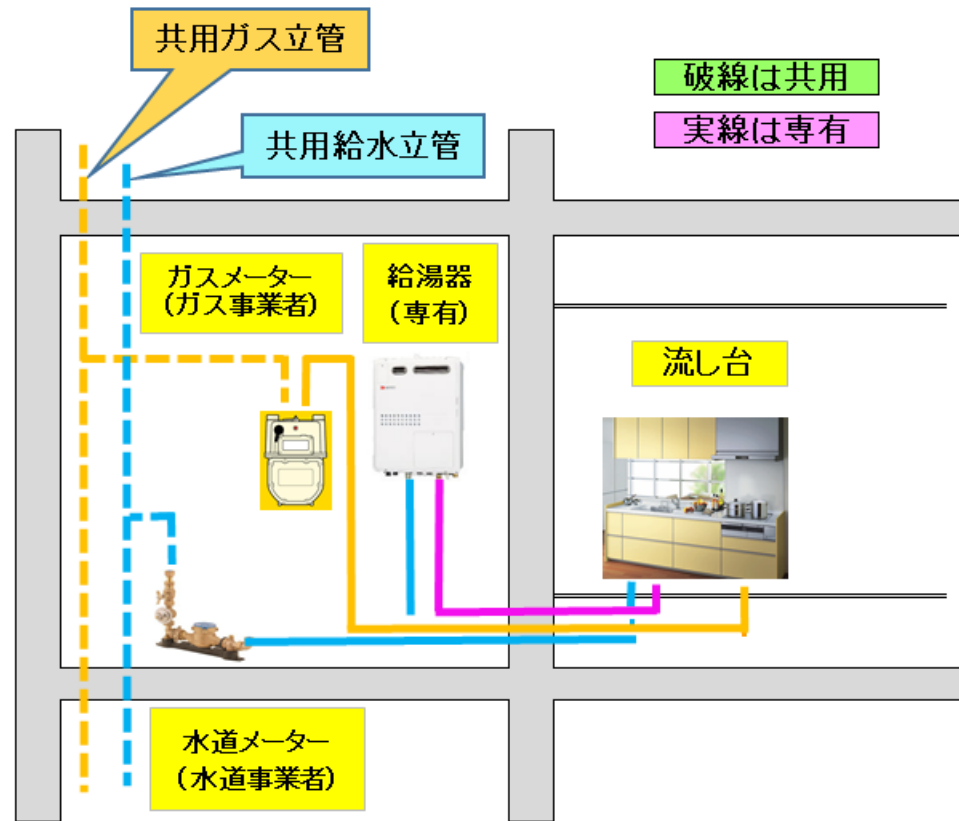 共用ガス立管
破線は共用
実線は専有
共用給水立管
ガスメーター
(ガス事業者)
給湯器
(専有)
流し台
水道メーター
(水道事業者)